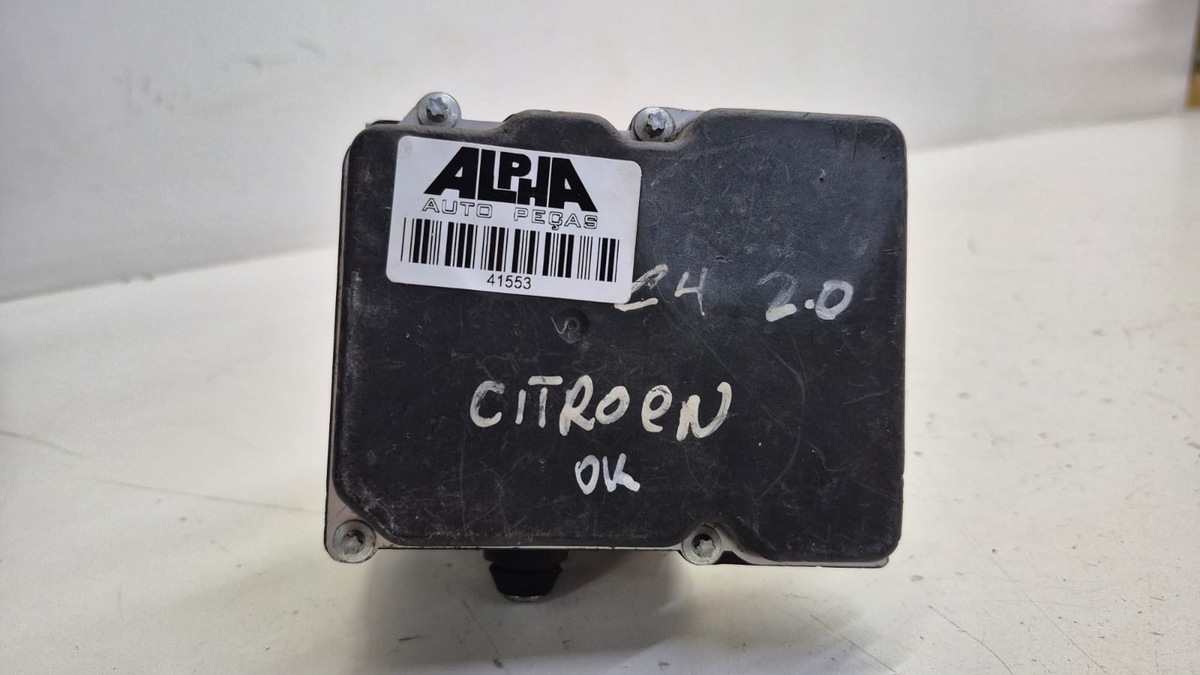 ALPHA
AUTO PEÇAS
41553
C4 2.0
CITROEN
OK